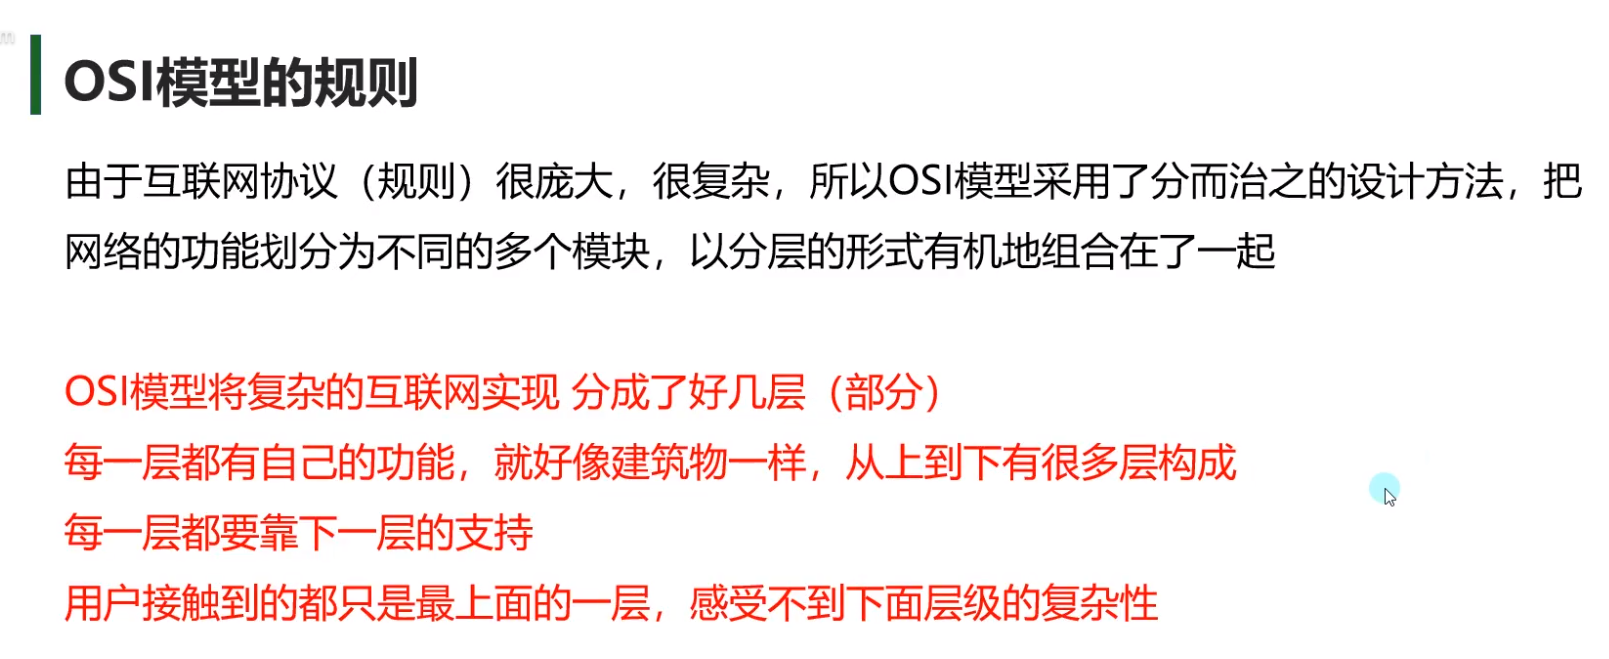 OSI模型的规则
由于互联网协议（规则）很庞大，很复杂，所以OSI模型采用了分而治之的设计方法，把
网络的功能划分为不同的多个模块，以分层的形式有机地组合在了一起
OSI模型将复杂的互联网实现 分成了好几层（部分）
每一层都有自己的功能，就好像建筑物一样，从上到下有很多层构成
每一层都要靠下一层的支持
用户接触到的都只是最上面的一层，感受不到下面层级的复杂性